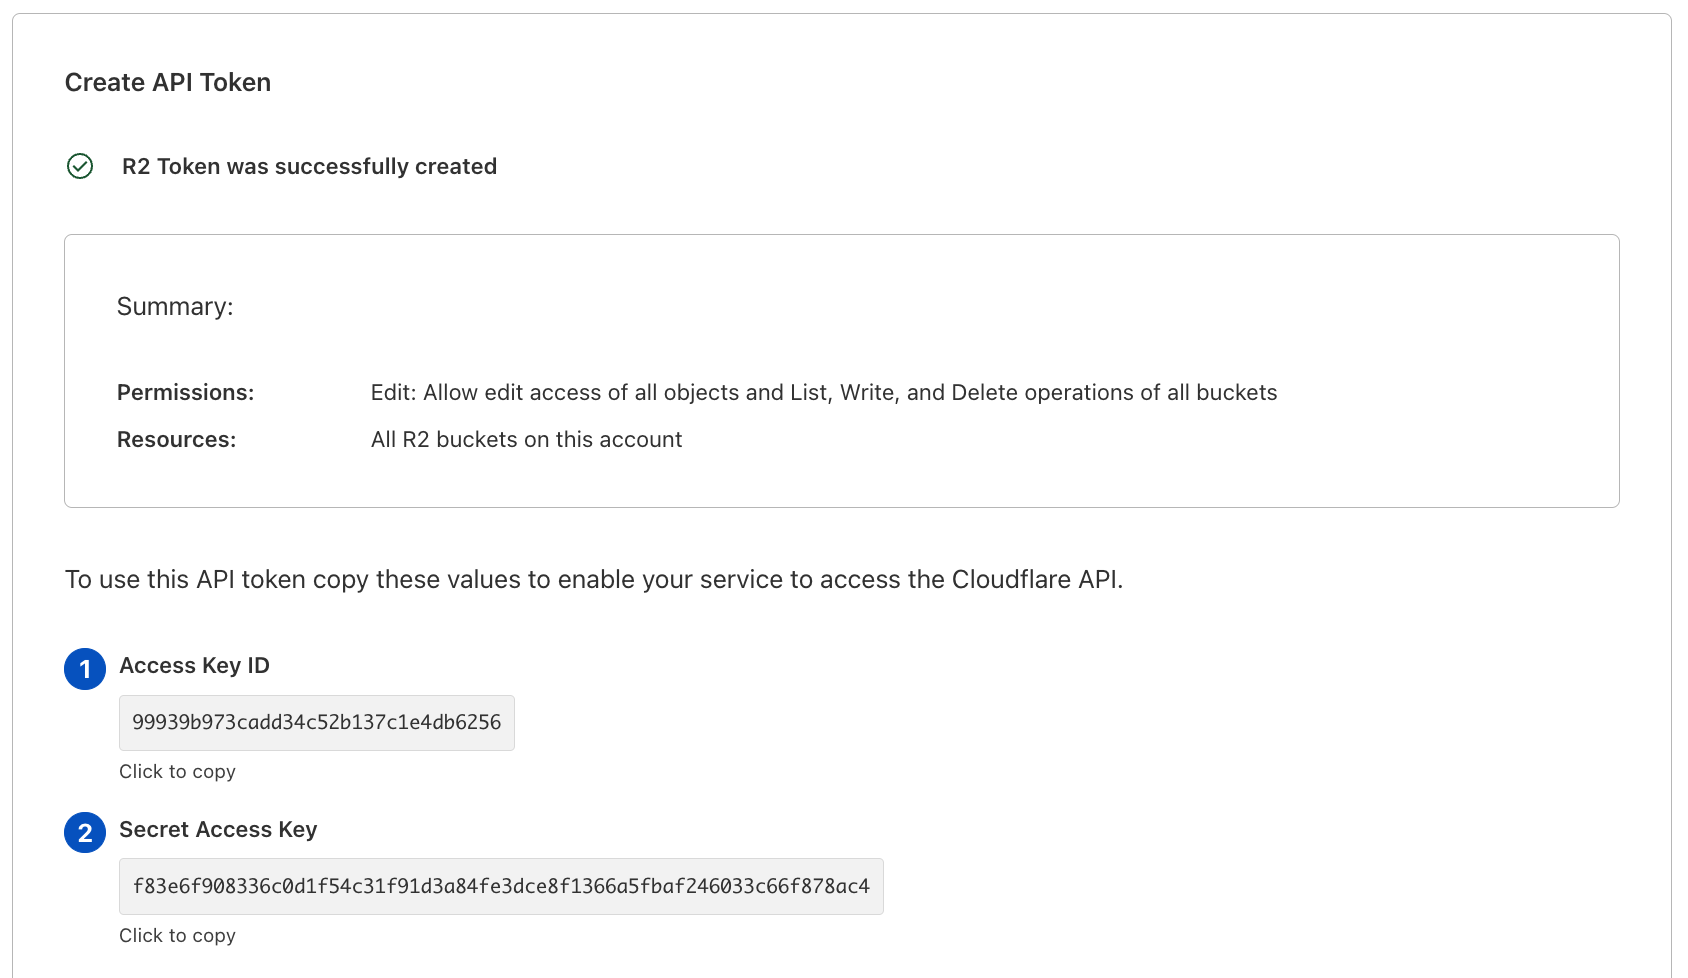 Create API Token
R2 Token was successfully created
Summary:
Permissions: Edit: Allow edit access of all objects and List, Write, and Delete operations of all buckets
Resources: All R2 buckets on this account
To use this API token copy these values to enable your service to access the Cloudflare API.
1 Access Key ID
99939b973cadd34c52b137c1e4db6256
Click to copy
2 Secret Access Key
f83e6f908336c0d1f54c31f91d3a84fe3dce8f1366a5fbaf246033c66f878ac4
Click to copy